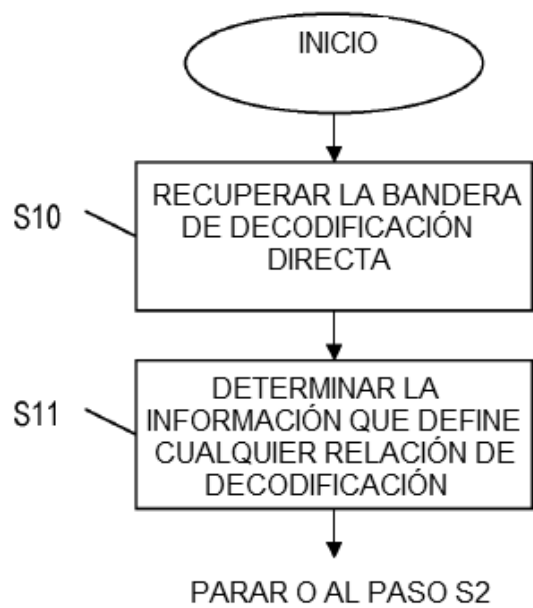 INICIO
S10
RECUPERAR LA BANDERA
DE DECODIFICACIÓN
DIRECTA
S11
DETERMINAR LA
INFORMACIÓN QUE DEFINE
CUALQUIER RELACIÓN DE
DECODIFICACIÓN
PARAR O AL PASO S2